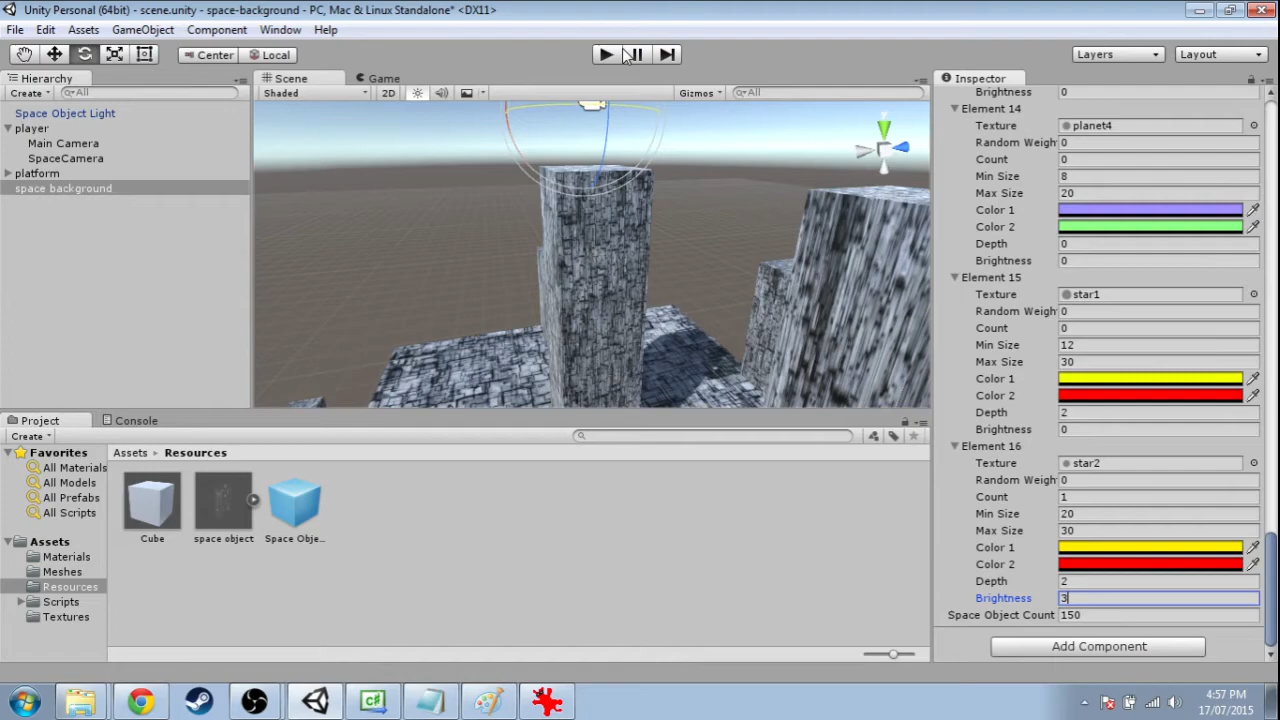 Unity Personal (64bit) - scene.unity - space-background - PC, Mac & Linux Standalone* <DX11>
File Edit Assets GameObject Component Window Help
Center Local Layers Layout
Hierarchy
Create All
Space Object Light
player
Main Camera
SpaceCamera
platform
space background
Scene Game
Shaded 2D Gizmos All
Inspector
Brightness 0
Element 14
Texture planet4
Random Weigh 0
Count 0
Min Size 8
Max Size 20
Color 1
Color 2
Depth 0
Brightness 0
Element 15
Texture star1
Random Weigh 0
Count 0
Min Size 12
Max Size 30
Color 1
Color 2
Depth 2
Brightness 0
Element 16
Texture star2
Random Weigh 0
Count 1
Min Size 20
Max Size 30
Color 1
Color 2
Depth 2
Brightness 3
Space Object Count 150
Add Component
Project Console
Create
Favorites
All Materials
All Models
All Prefabs
All Scripts
Assets
Materials
Meshes
Resources
Scripts
Textures
Assets Resources
Cube space object Space Obje...
C#
4:57 PM
17/07/2015